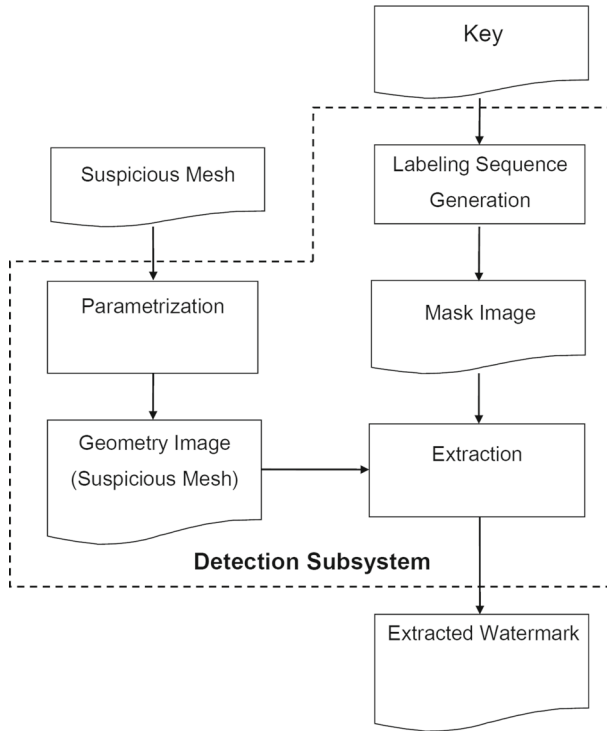 Key
Suspicious Mesh
Labeling Sequence
Generation
Parametrization
Mask Image
Geometry Image
(Suspicious Mesh)
Extraction
Detection Subsystem
Extracted Watermark